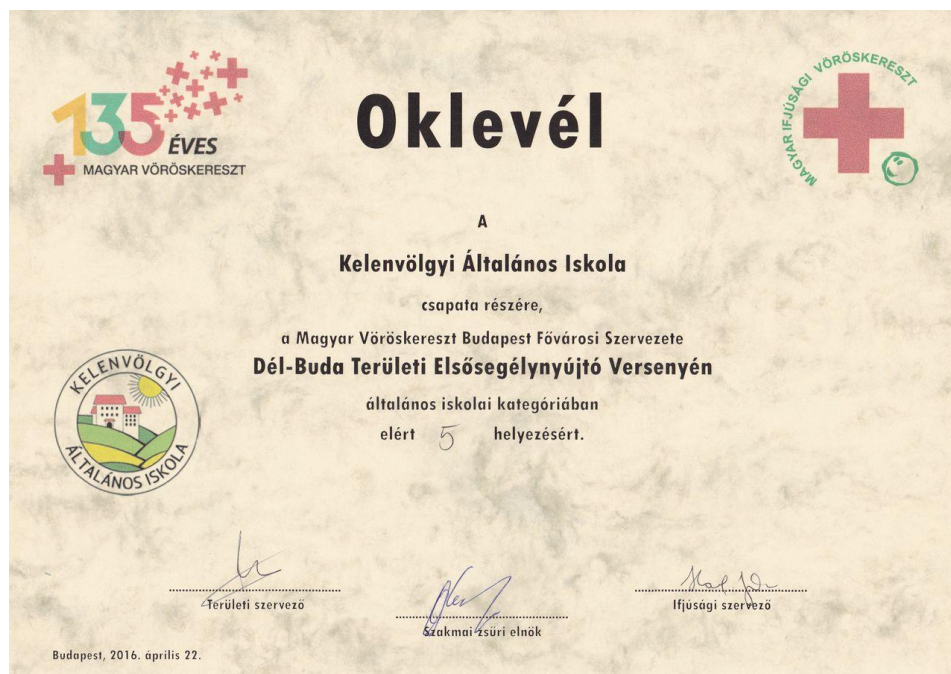 135 ÉVES
MAGYAR VÖRÖSKERESZT
Oklevél
MAGYAR IFJÚSÁGI VÖRÖSKERESZT
A
Kelenvölgyi Általános Iskola
csapata részére,
a Magyar Vöröskereszt Budapest Fővárosi Szervezete
Dél-Buda Területi Elsősegélynyújtó Versenyén
általános iskolai kategóriában
elért 5 helyezésért.
KELENVÖLGYI
ÁLTALÁNOS ISKOLA
Területi szervező
Szakmai zsűri elnök
Ifjúsági szervező
Budapest, 2016. április 22.